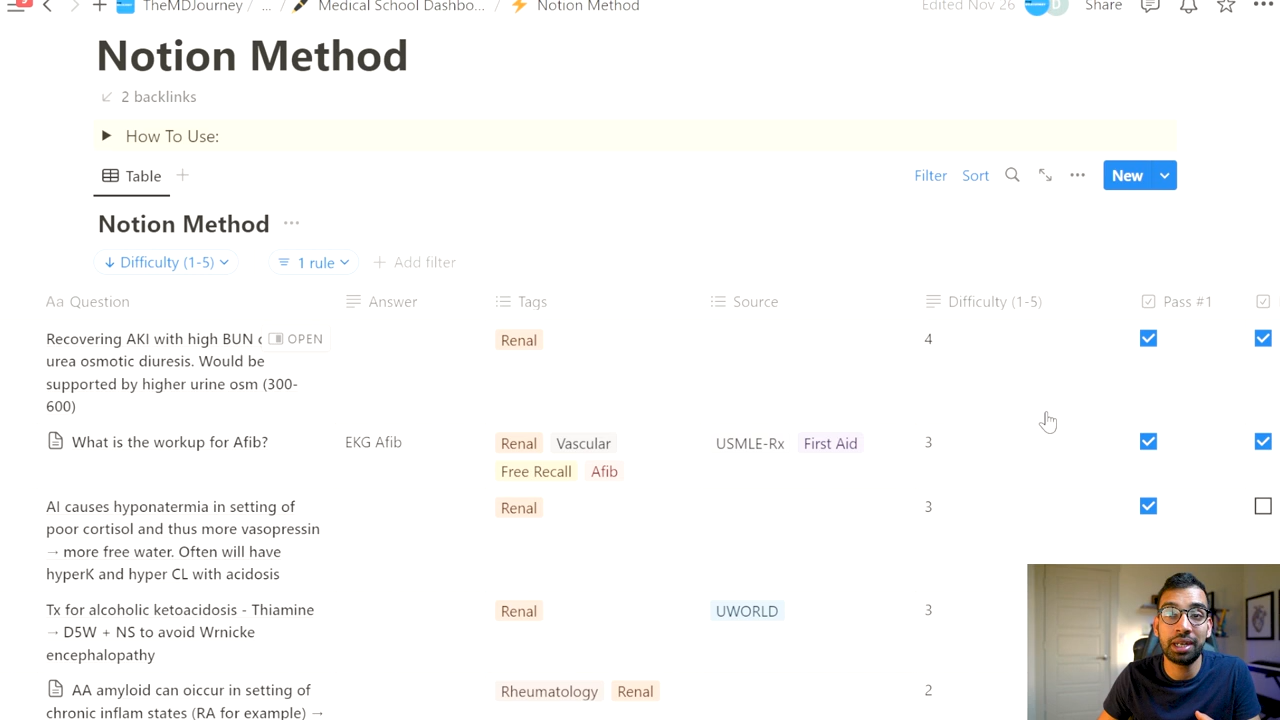 TheMDJourney / ... / Medical School Dashbo... / Notion Method Edited Nov 26 D Share
Notion Method
2 backlinks
How To Use:
Table Filter Sort New
Notion Method
Difficulty (1-5) 1 rule Add filter
Aa Question Answer Tags Source Difficulty (1-5) Pass #1
Recovering AKI with high BUN OPEN Renal 4
urea osmotic diuresis. Would be
supported by higher urine osm (300-
600)
What is the workup for Afib? EKG Afib Renal Vascular USMLE-Rx First Aid 3
Free Recall Afib
AI causes hyponatermia in setting of Renal 3
poor cortisol and thus more vasopressin
→ more free water. Often will have
hyperK and hyper CL with acidosis
Tx for alcoholic ketoacidosis - Thiamine Renal UWORLD 3
→ D5W + NS to avoid Wrnicke
encephalopathy
AA amyloid can oiccur in setting of Rheumatology Renal 2
chronic inflam states (RA for example) →